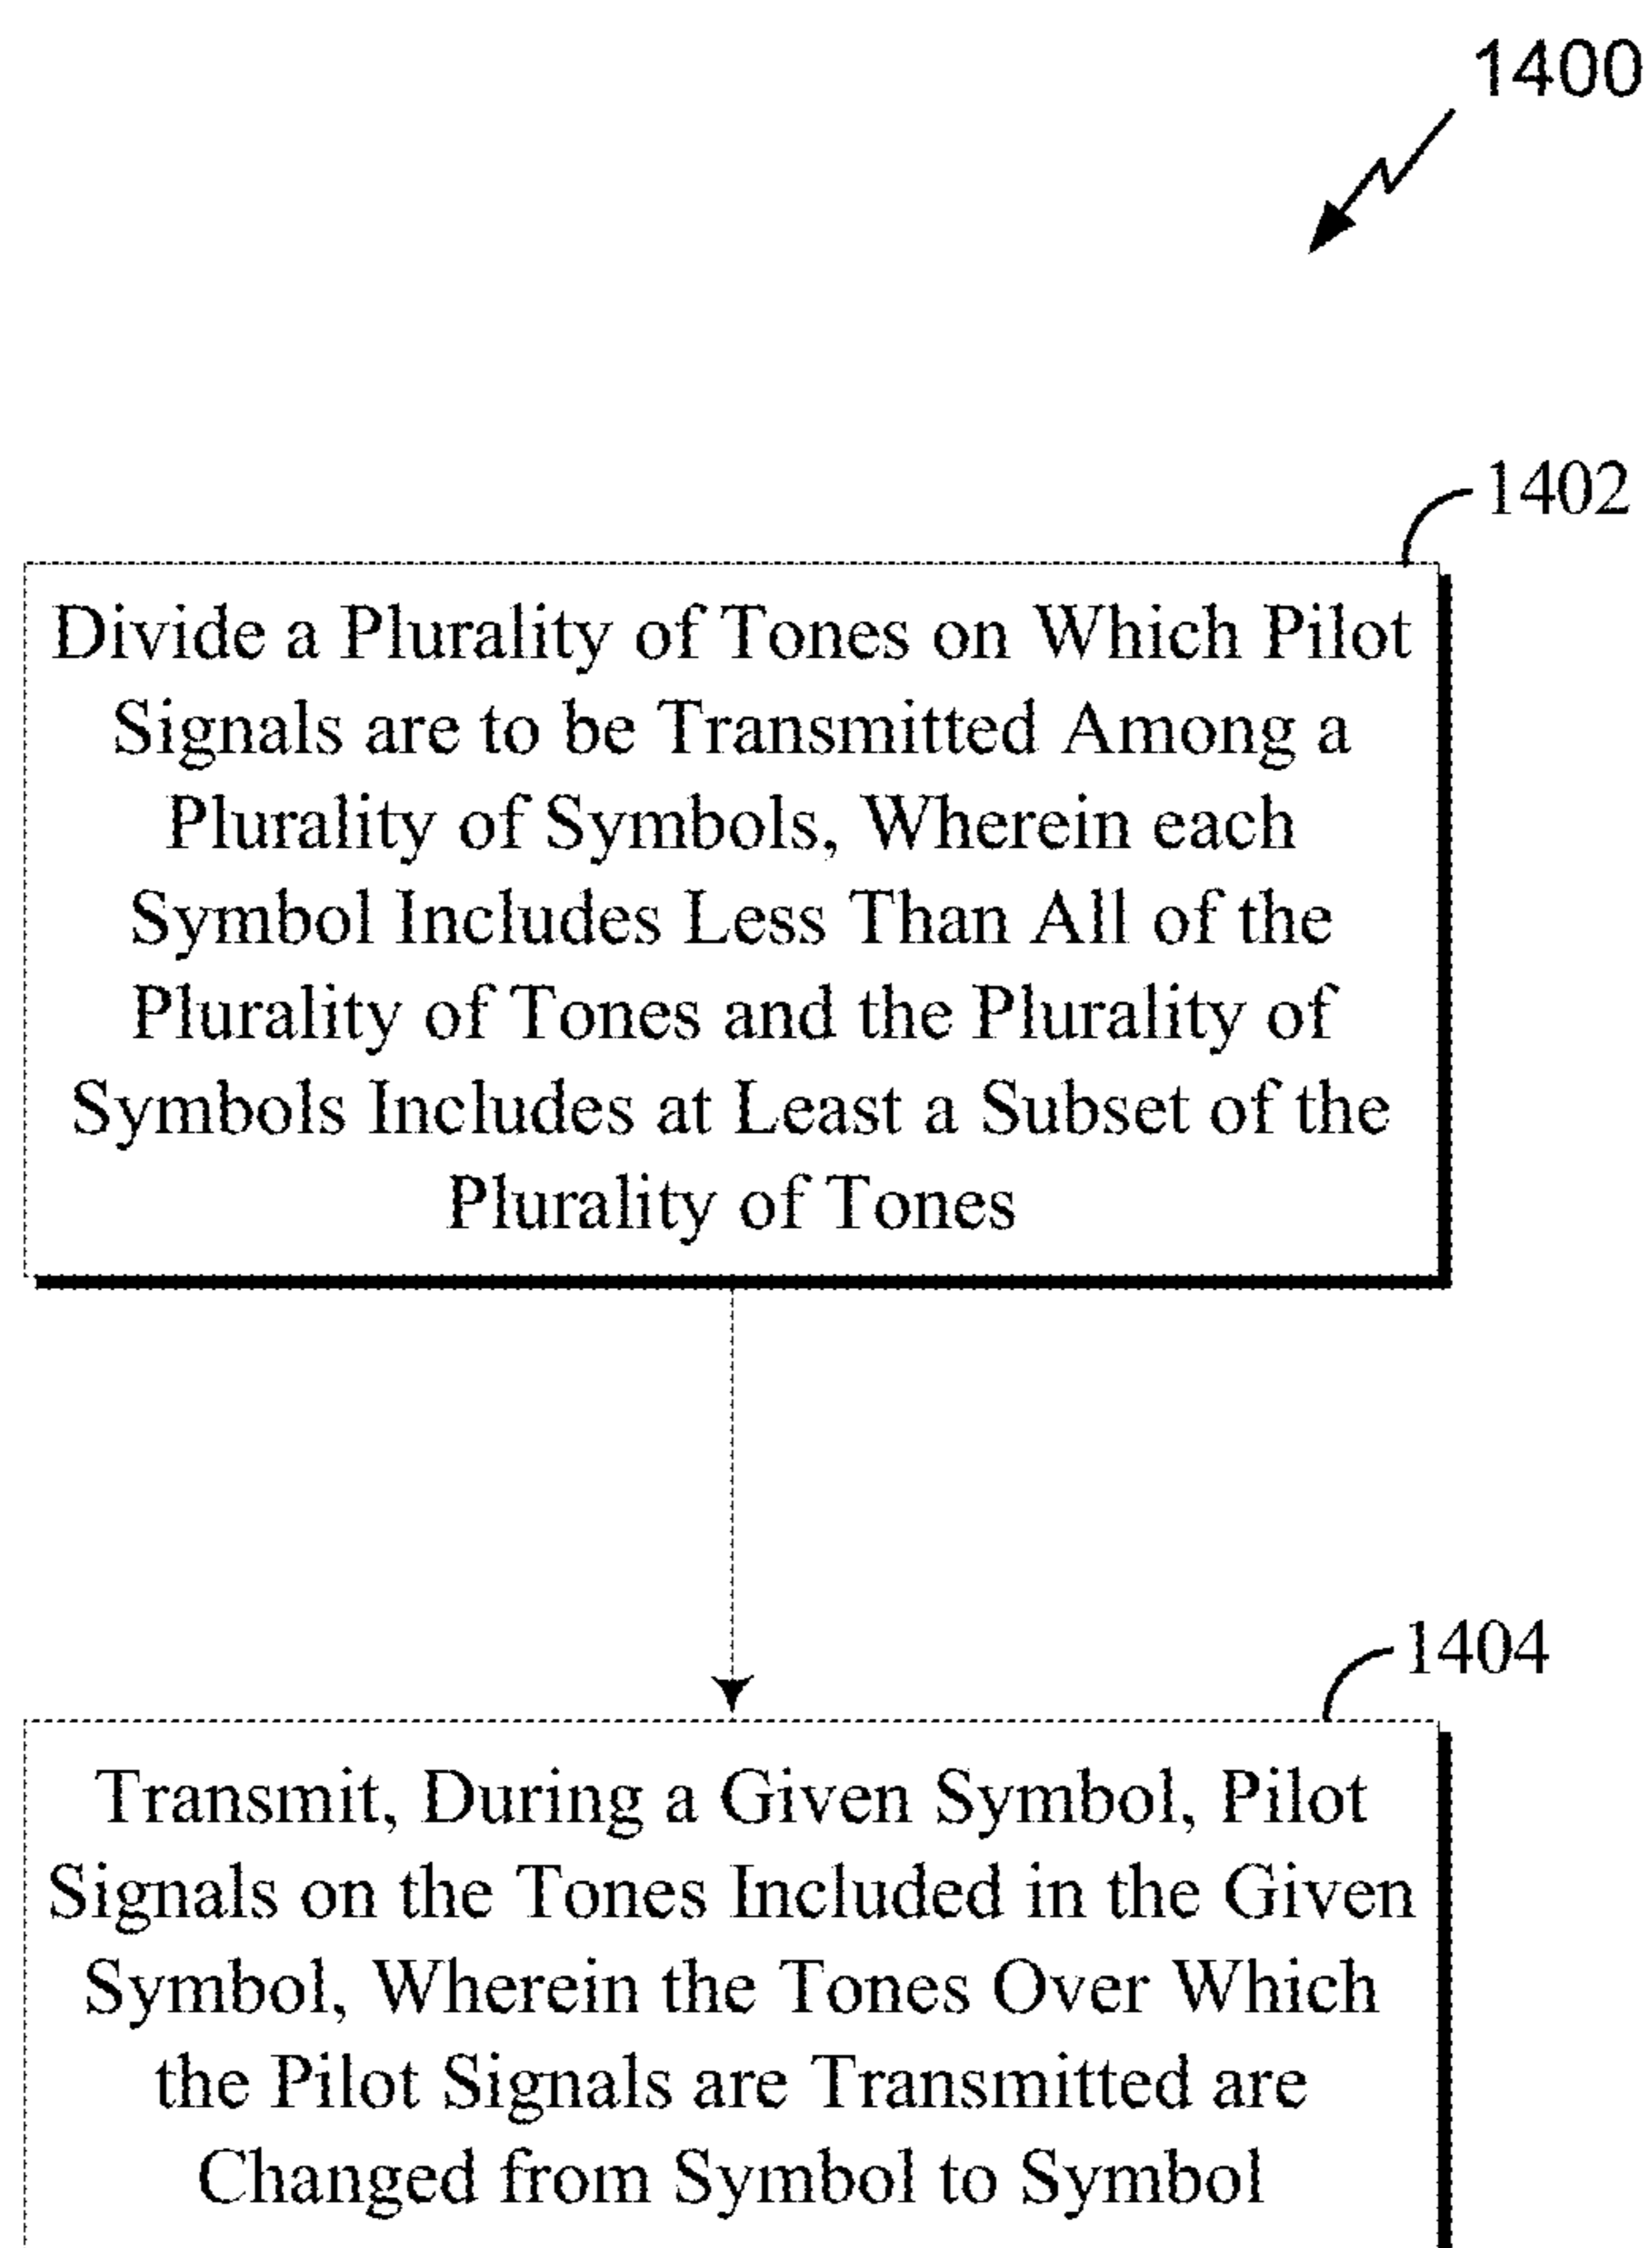 1400
1402
Divide a Plurality of Tones on Which Pilot
Signals are to be Transmitted Among a
Plurality of Symbols, Wherein each
Symbol Includes Less Than All of the
Plurality of Tones and the Plurality of
Symbols Includes at Least a Subset of the
Plurality of Tones
1404
Transmit, During a Given Symbol, Pilot
Signals on the Tones Included in the Given
Symbol, Wherein the Tones Over Which
the Pilot Signals are Transmitted are
Changed from Symbol to Symbol